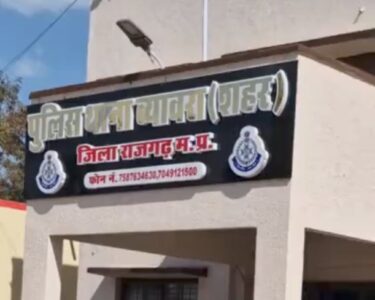 पुलिस थाना ब्यावरा (शहर)
जिला राजगढ़ म.प्र.
फोन नं. 7587634630,7049121500